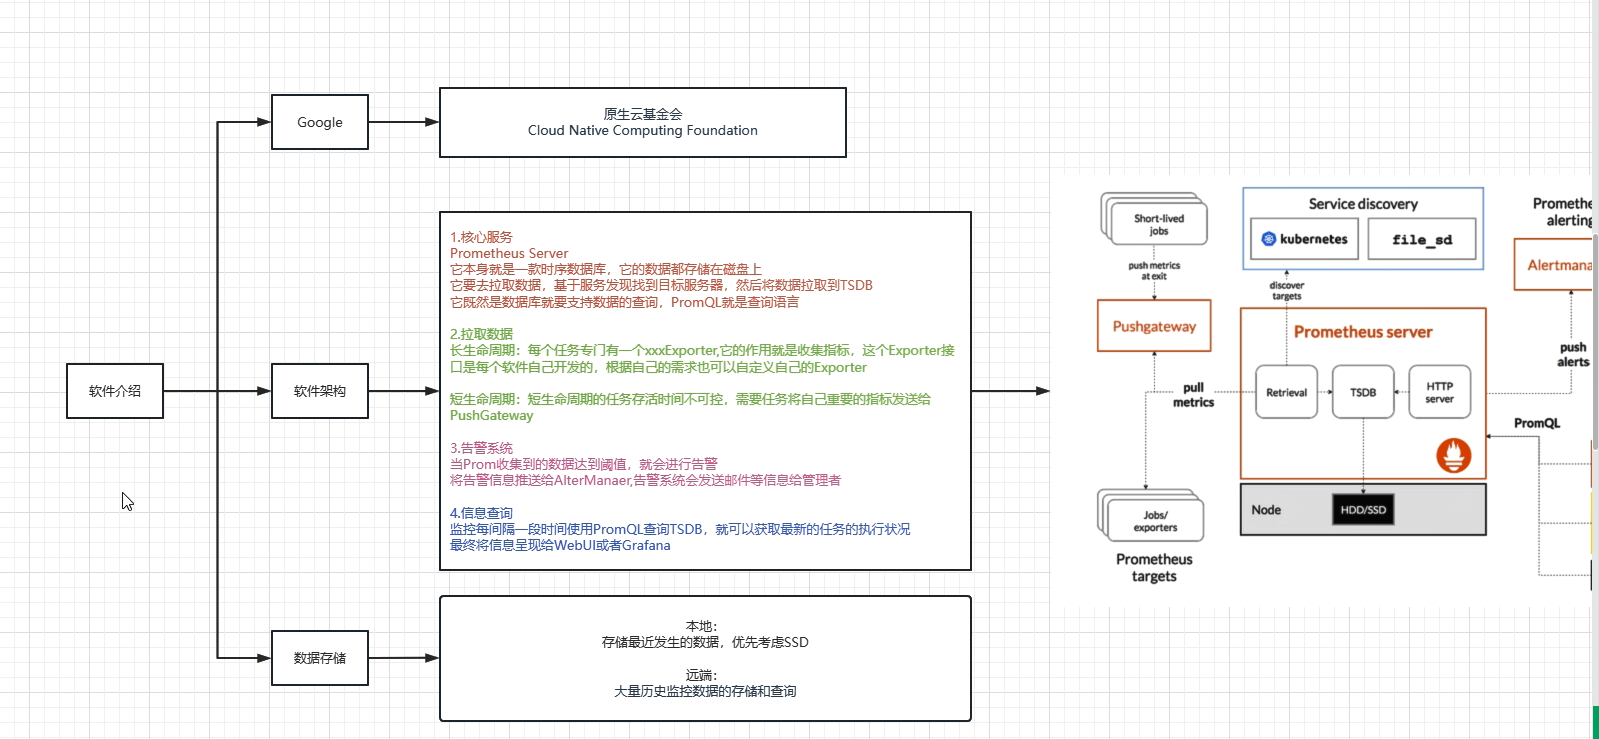 Google
原生云基金会
Cloud Native Computing Foundation
软件介绍
软件架构
1.核心服务
Prometheus Server
它本身就是一款时序数据库，它的数据都存储在磁盘上
它要去拉取数据，基于服务发现找到目标服务器，然后将数据拉取到TSDB
它既然是数据库就要支持数据的查询，PromQL就是查询语言
2.拉取数据
长生命周期：每个任务专门有一个xxxExporter,它的作用就是收集指标，这个Exporter接
口是每个软件自己开发的，根据自己的需求也可以自定义自己的Exporter
短生命周期：短生命周期的任务存活时间不可控，需要任务将自己重要的指标发送给
PushGateway
3.告警系统
当Prom收集到的数据达到阈值，就会进行告警
将告警信息推送给AlterManaer,告警系统会发送邮件等信息给管理者
4.信息查询
监控每间隔一段时间使用PromQL查询TSDB，就可以获取最新的任务的执行状况
最终将信息呈现给WebUI或者Grafana
数据存储
本地：
存储最近发生的数据，优先考虑SSD
远端：
大量历史监控数据的存储和查询
Short-lived
jobs
push metrics
at exit
Pushgateway
Service discovery
kubernetes
file_sd
discover
targets
Prometheus server
Retrieval
TSDB
HTTP
server
pull
metrics
Node
HDD/SSD
Jobs/
exporters
Prometheus
targets
Promethe
alerting
Alertmana
push
alerts
PromQL